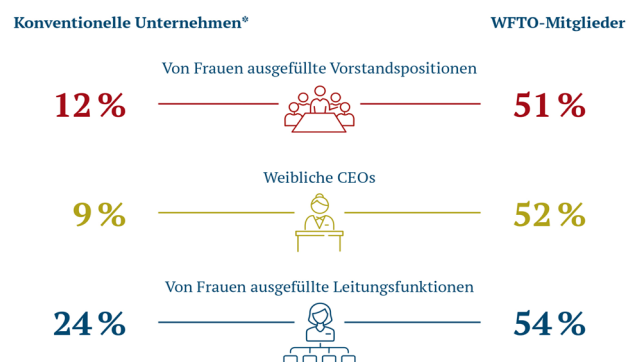 Konventionelle Unternehmen* WFTO-Mitglieder
Von Frauen ausgefüllte Vorstandspositionen
12 % 51 %
Weibliche CEOs
9 % 52 %
Von Frauen ausgefüllte Leitungsfunktionen
24 % 54 %